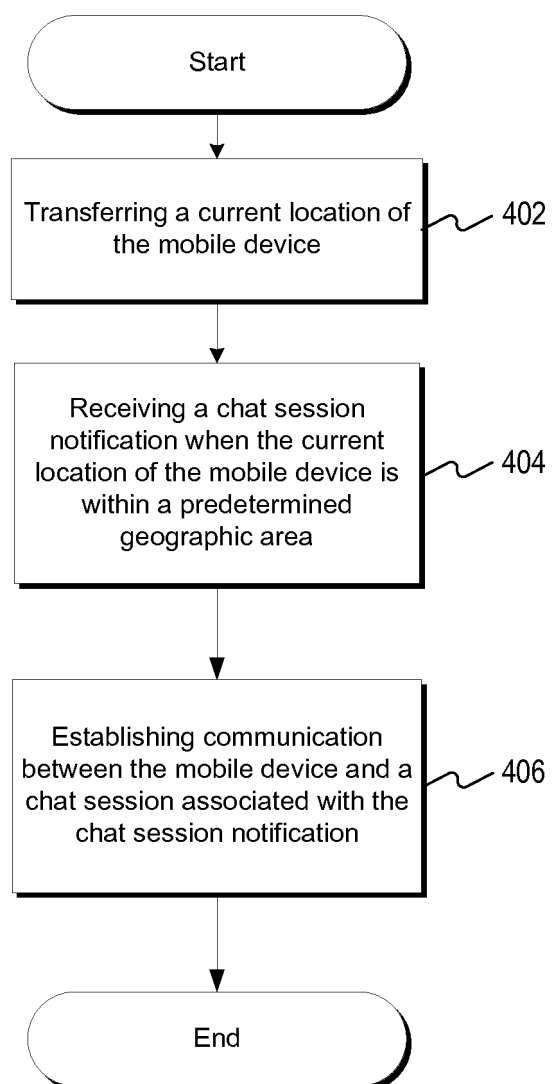 Start
Transferring a current location of
the mobile device
402
Receiving a chat session
notification when the current
location of the mobile device is
within a predetermined
geographic area
404
Establishing communication
between the mobile device and a
chat session associated with the
chat session notification
406
End